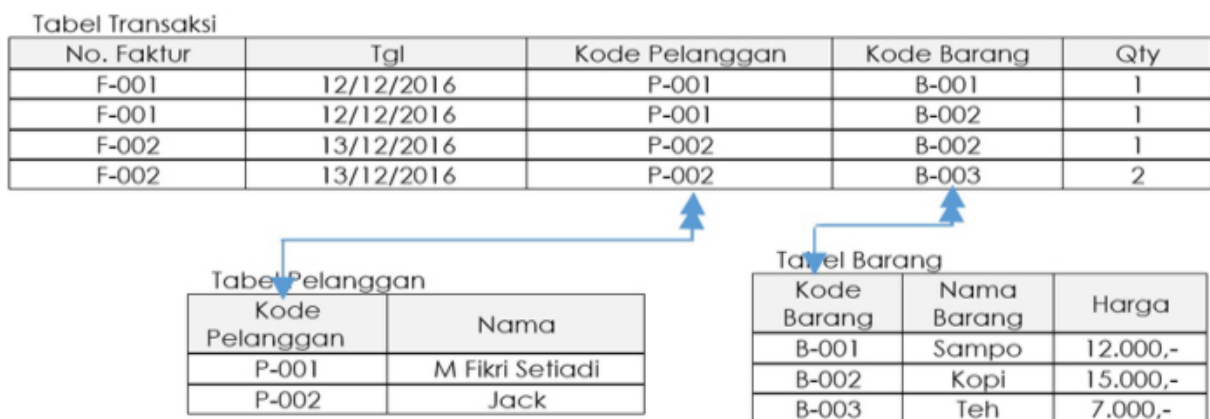 Tabel Transaksi
No. Faktur Tgl Kode Pelanggan Kode Barang Qty
F-001 12/12/2016 P-001 B-001 1
F-001 12/12/2016 P-001 B-002 1
F-002 13/12/2016 P-002 B-002 1
F-002 13/12/2016 P-002 B-003 2
Tabel Pelanggan
Kode
Pelanggan
Nama
P-001 M Fikri Setiadi
P-002 Jack
Tabel Barang
Kode
Barang
Nama
Barang
Harga
B-001 Sampo 12.000,-
B-002 Kopi 15.000,-
B-003 Teh 7.000,-